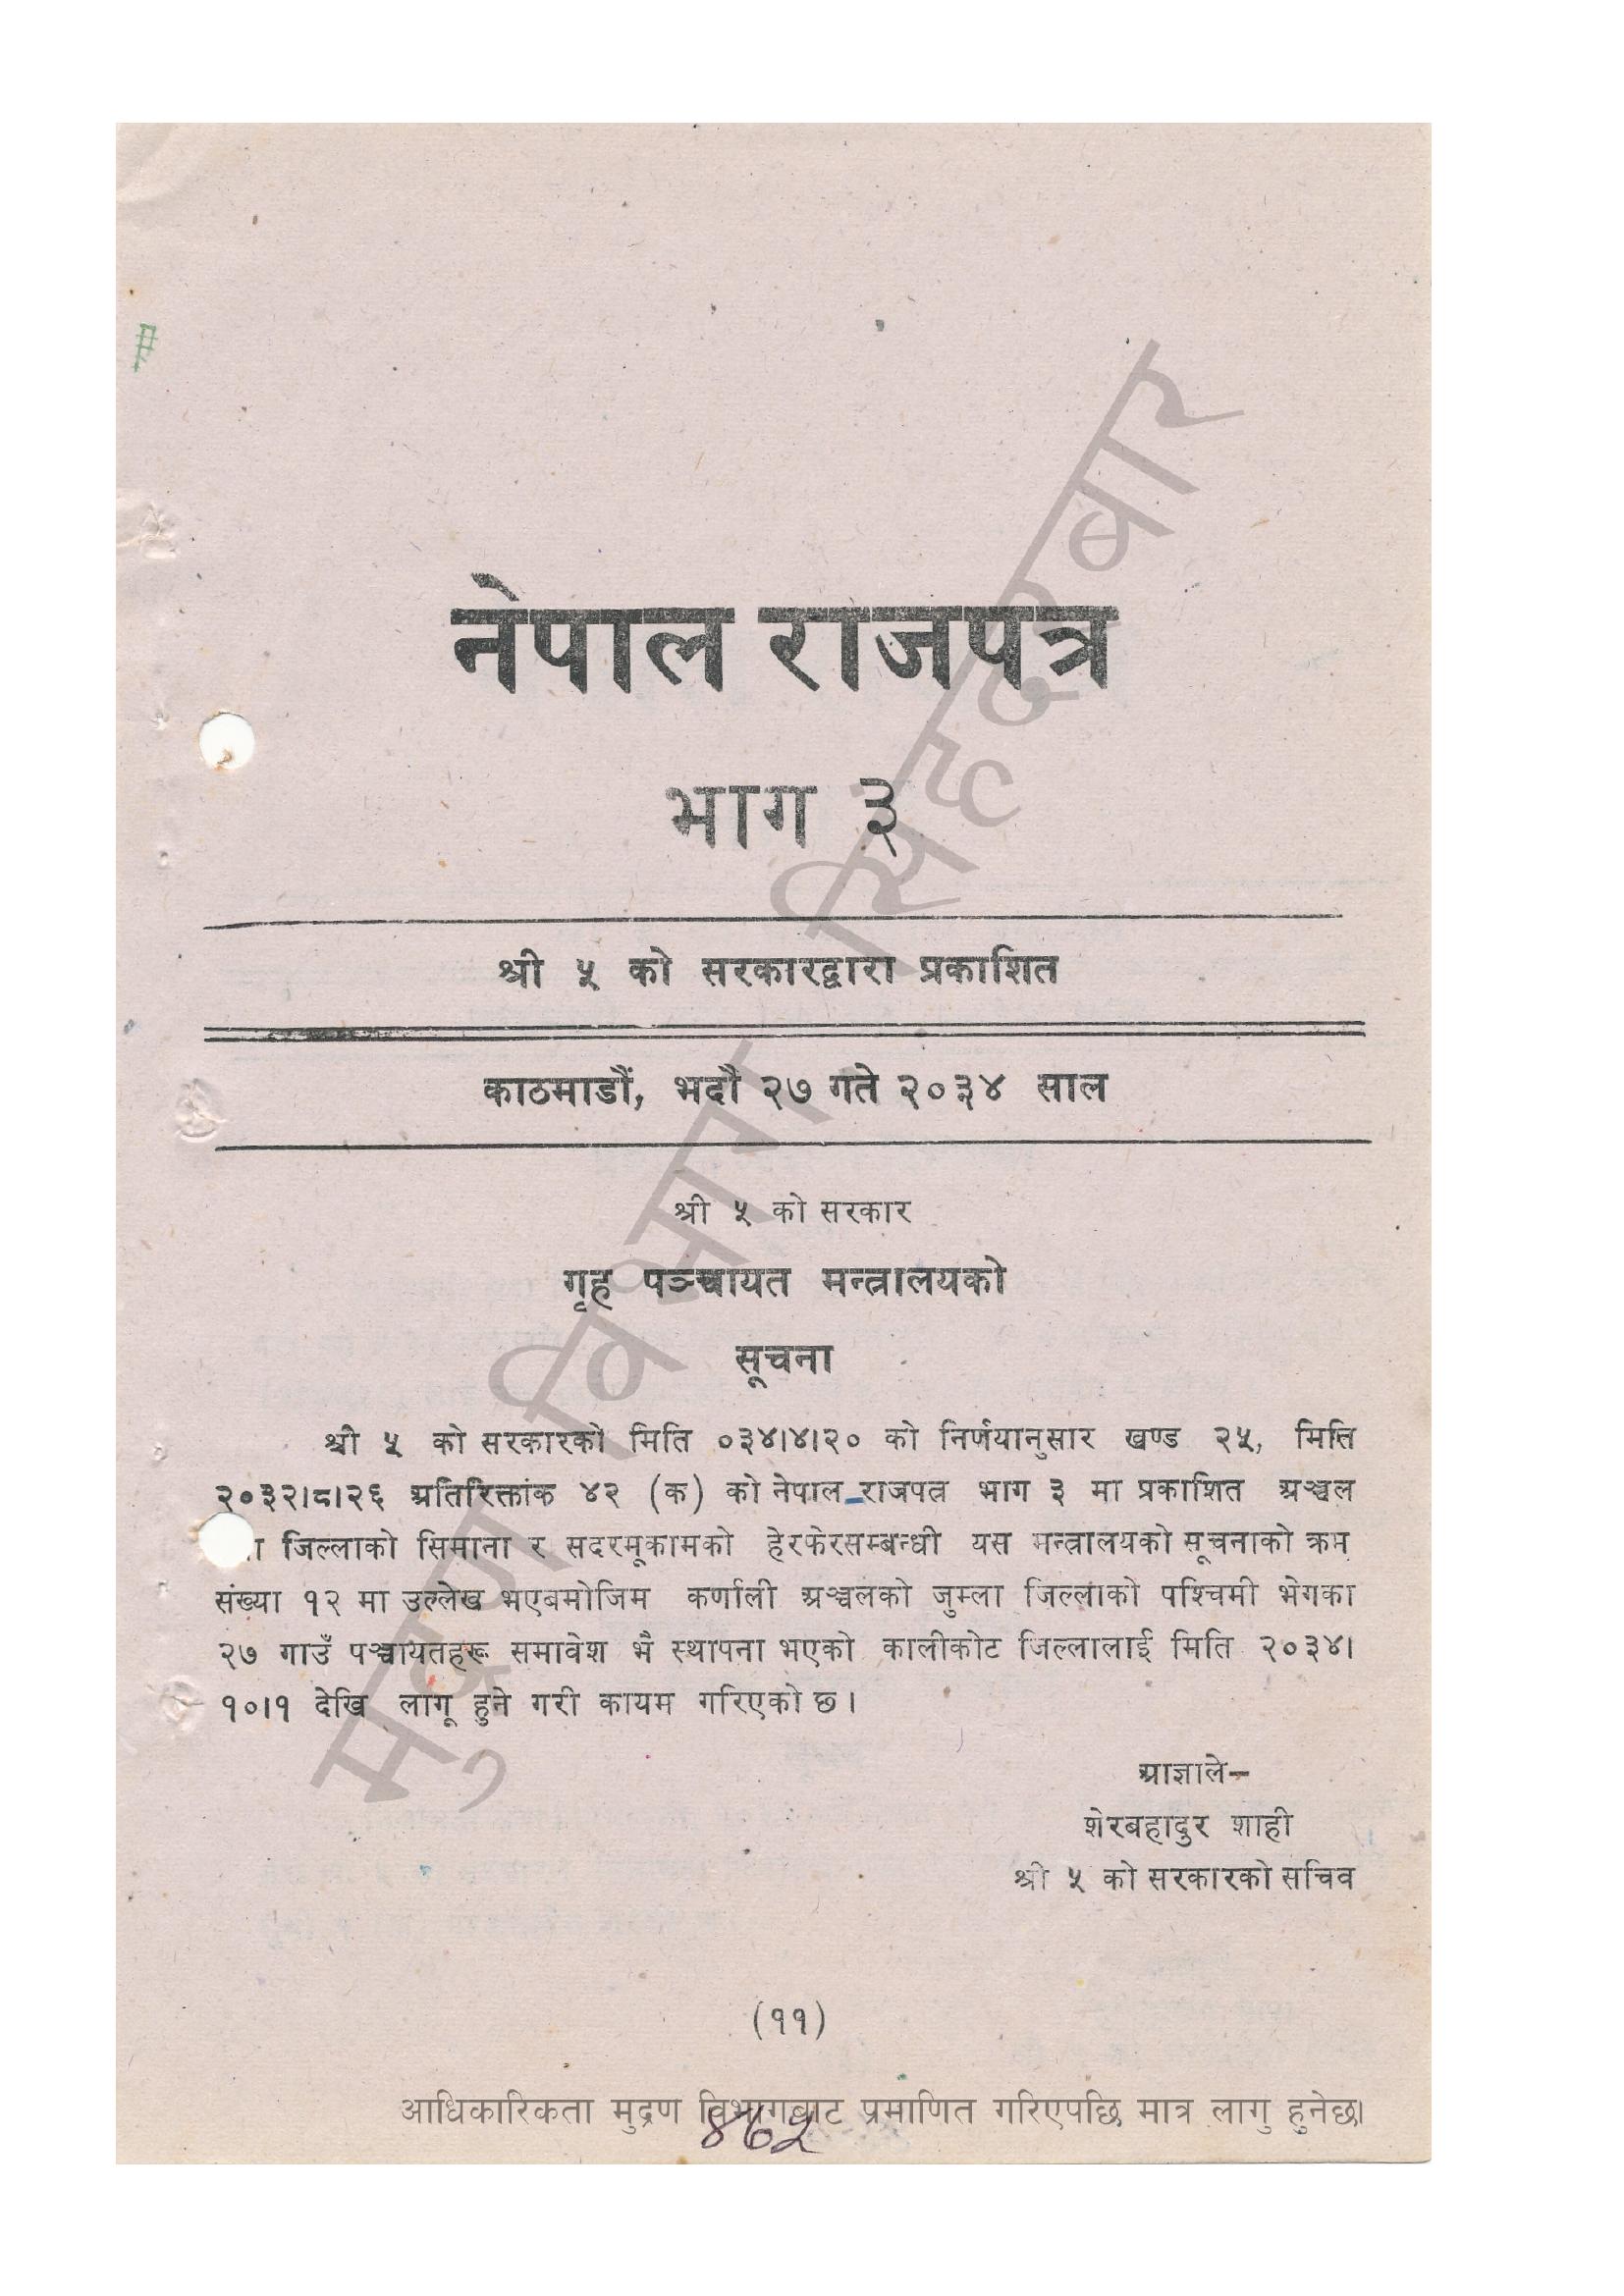 नेपाल राजपत्र
भाग ३
श्री ५ को सरकारद्वारा प्रकाशित
काठमाडौं, भदौ २७ गते २०३४ साल
श्री ५ को सरकार
गृह पञ्चायत मन्त्रालयको
सूचना
श्री ५ को सरकारको मिति ०३४।४।२० को निर्णयानुसार खण्ड २५, मिति
२०३२।८।२६ अतिरिक्तांक ४२ (क) को नेपाल राजपत्र भाग ३ मा प्रकाशित अञ्चल
जिल्लाको सिमाना र सदरमूकामको हेरफेरसम्बन्धी यस मन्त्रालयको सूचनाको क्रम
संख्या १२ मा उल्लेख भएबमोजिम कर्णाली अञ्चलको जुम्ला जिल्लाको पश्चिमी भेगका
२७ गाउँ पञ्चायतहरू समावेश भै स्थापना भएको कालीकोट जिल्लालाई मिति २०३४।
१०।१ देखि लागू हुने गरी कायम गरिएको छ।
आज्ञाले–
शेरबहादुर शाही
श्री ५ को सरकारको सचिव
(११)
आधिकारिकता मुद्रण विभागबाट प्रमाणित गरिएपछि मात्र लागु हुनेछ।
मुद्रण विभाग, सिंहदरबार